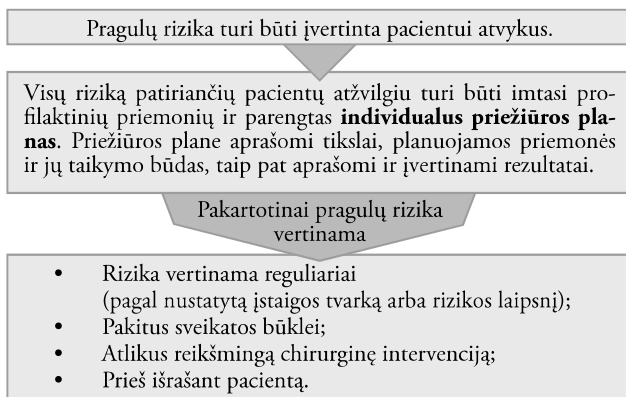 Pragulų rizika turi būti įvertinta pacientui atvykus.
Visų riziką patiriančių pacientų atžvilgiu turi būti imtasi pro-
filaktinių priemonių ir parengtas individualus priežiūros pla-
nas. Priežiūros plane aprašomi tikslai, planuojamos priemonės
ir jų taikymo būdas, taip pat aprašomi ir įvertinami rezultatai.
Pakartotinai pragulų rizika
vertinama
• Rizika vertinama reguliariai
(pagal nustatytą įstaigos tvarką arba rizikos laipsnį);
• Pakitus sveikatos būklei;
• Atlikus reikšmingą chirurginę intervenciją;
• Prieš išrašant pacientą.